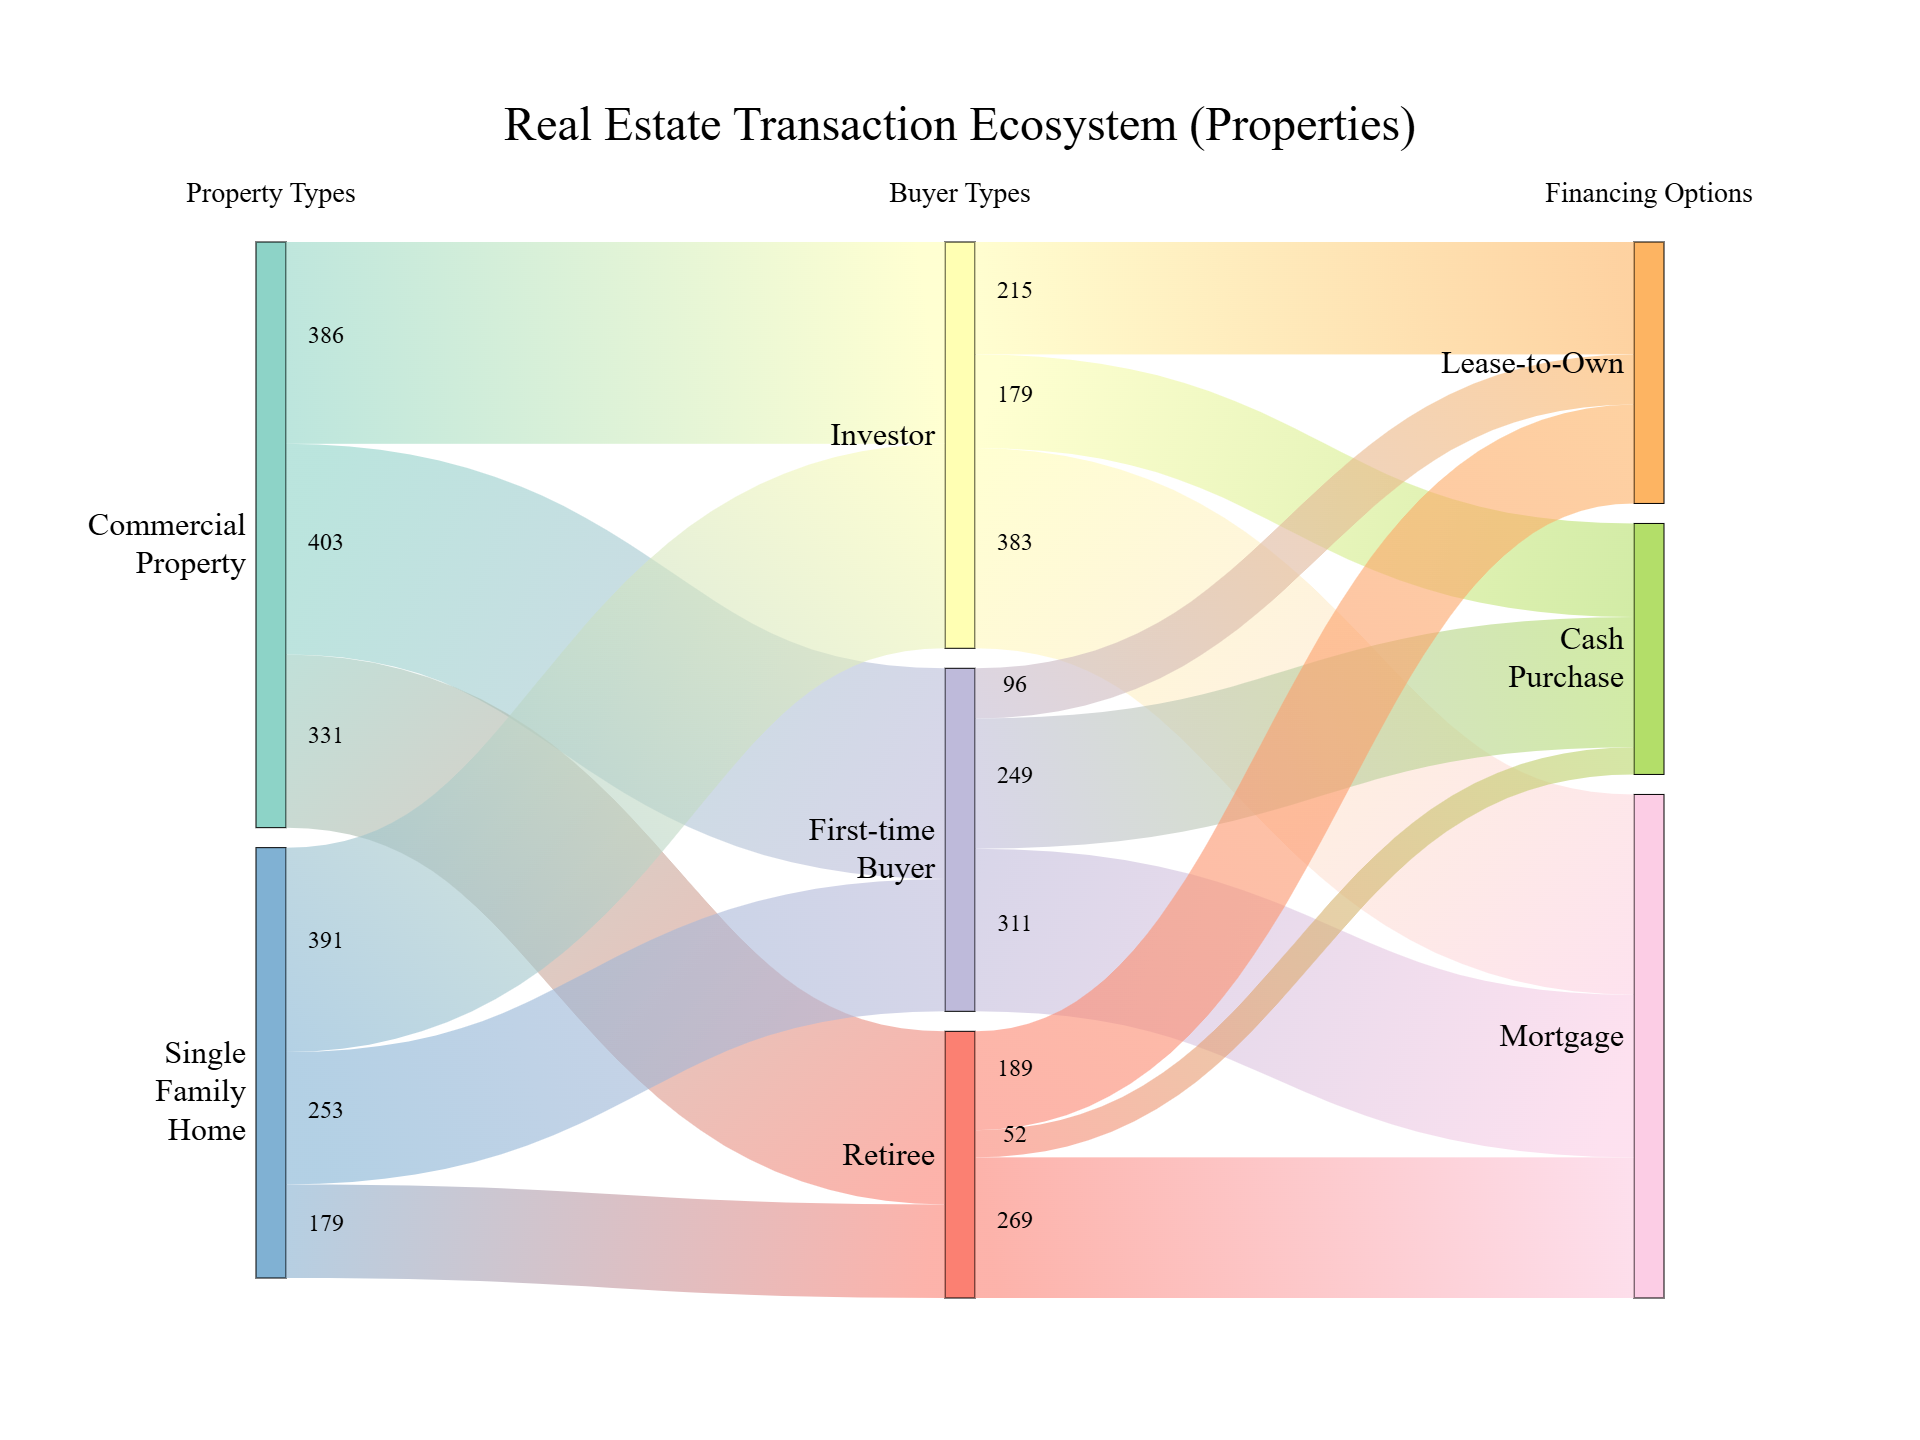 Real Estate Transaction Ecosystem (Properties)
Property Types
Buyer Types
Financing Options
386
403
331
391
253
179
Commercial
Property
Single
Family
Home
Investor
First-time
Buyer
Retiree
215
179
383
96
249
311
189
52
269
Lease-to-Own
Cash
Purchase
Mortgage